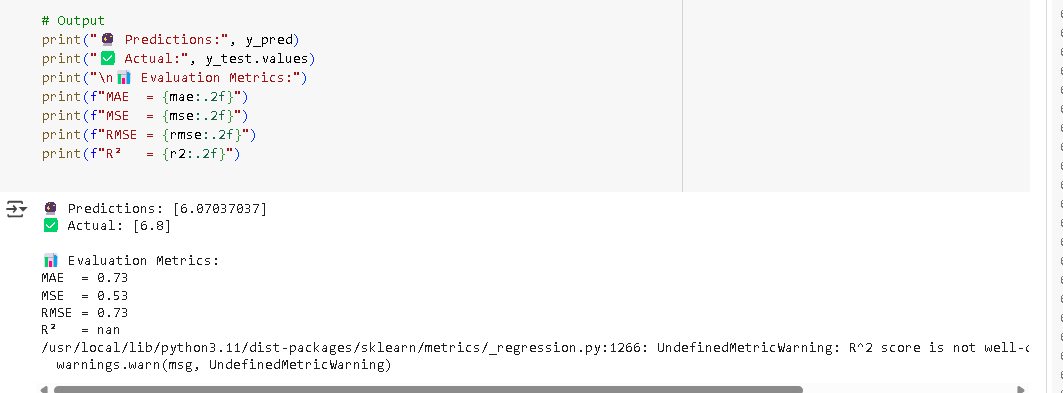 # Output
print("🔮 Predictions:", y_pred)
print("✅ Actual:", y_test.values)
print("\n📊 Evaluation Metrics:")
print(f"MAE  = {mae:.2f}")
print(f"MSE  = {mse:.2f}")
print(f"RMSE = {rmse:.2f}")
print(f"R²   = {r2:.2f}")
🔮 Predictions: [6.07037037]
✅ Actual: [6.8]
📊 Evaluation Metrics:
MAE  = 0.73
MSE  = 0.53
RMSE = 0.73
R²   = nan
/usr/local/lib/python3.11/dist-packages/sklearn/metrics/_regression.py:1266: UndefinedMetricWarning: R^2 score is not
warnings.warn(msg, UndefinedMetricWarning)